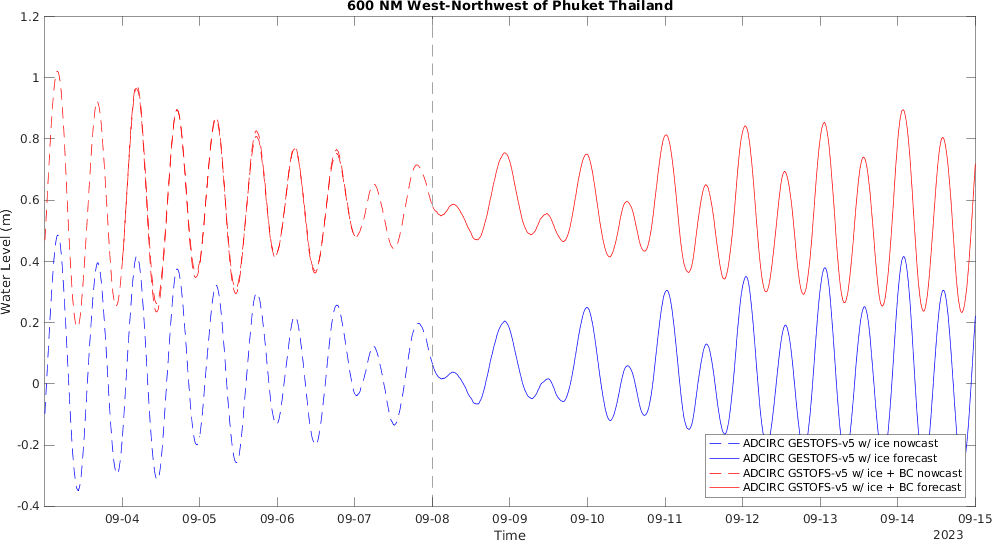 600 NM West-Northwest of Phuket Thailand
1.2
1
0.8
0.6
0.4
0.2
0
-0.2
-0.4
Water Level (m)
ADCIRC GESTOFS-v5 w/ ice nowcast
ADCIRC GESTOFS-v5 w/ ice forecast
ADCIRC GSTOFS-v5 w/ ice + BC nowcast
ADCIRC GSTOFS-v5 w/ ice + BC forecast
09-04 09-05 09-06 09-07 09-08 09-09 09-10 09-11 09-12 09-13 09-14 09-15
Time
2023